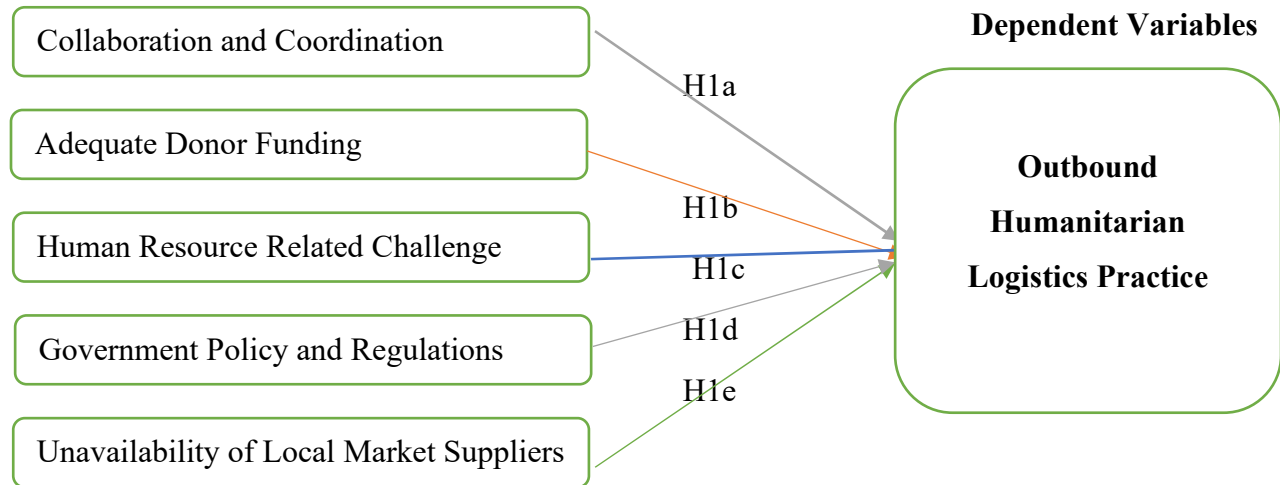 Collaboration and Coordination
Dependent Variables
H1a
Adequate Donor Funding
Outbound
Humanitarian
Logistics Practice
H1b
Human Resource Related Challenge
H1c
Government Policy and Regulations
H1d
H1e
Unavailability of Local Market Suppliers